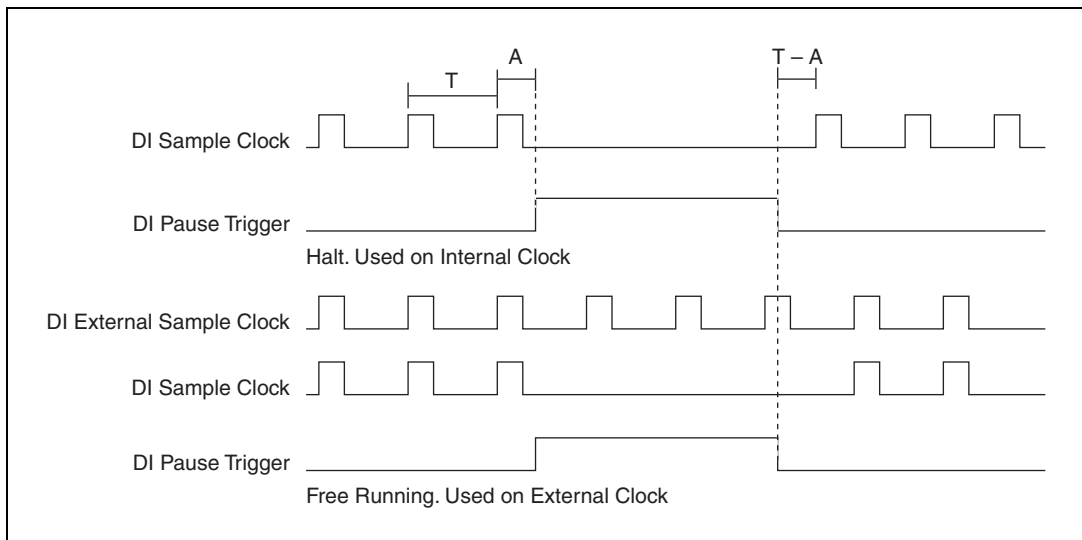 A
T – A
T
DI Sample Clock
DI Pause Trigger
Halt. Used on Internal Clock
DI External Sample Clock
DI Sample Clock
DI Pause Trigger
Free Running. Used on External Clock